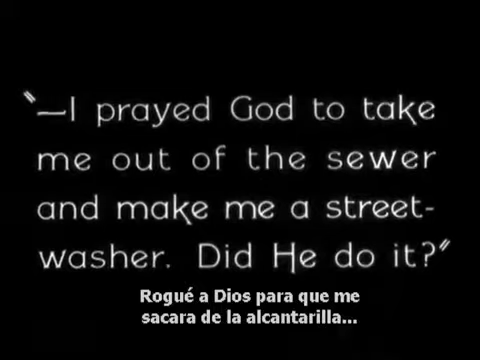 "—I prayed God to take
me out of the sewer
and make me a street-
washer. Did He do it?"
Rogué a Dios para que me
sacara de la alcantarilla...